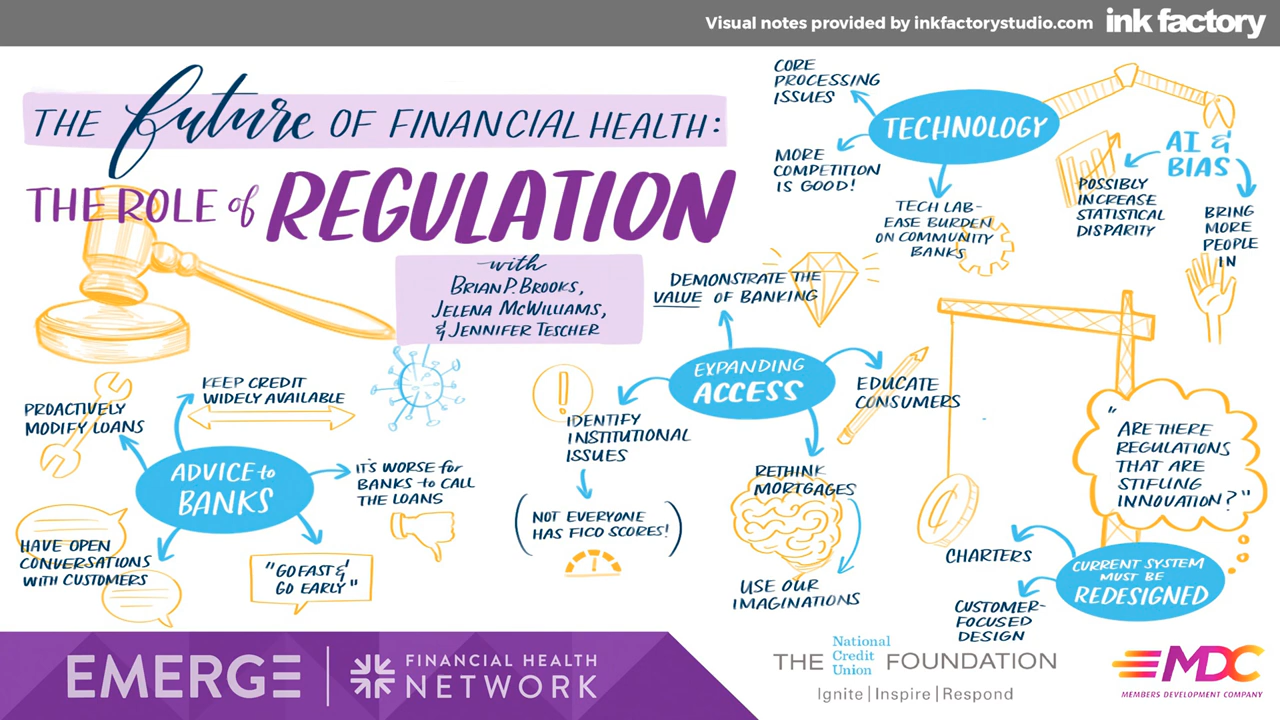 Visual notes provided by inkfactorystudio.com
ink factory
THE future OF FINANCIAL HEALTH:
THE ROLE of REGULATION
with
BRIAN P. BROOKS,
JELENA McWILLIAMS,
& JENNIFER TESCHER
TECHNOLOGY
CORE
PROCESSING
ISSUES
MORE
COMPETITION
IS GOOD!
TECH LAB-
EASE BURDEN
ON COMMUNITY
BANKS
AI &
BIAS
POSSIBLY
INCREASE
STATISTICAL
DISPARITY
BRING
MORE
PEOPLE
IN
EXPANDING
ACCESS
DEMONSTRATE THE
VALUE OF BANKING
EDUCATE
CONSUMERS
IDENTIFY
INSTITUTIONAL
ISSUES
(NOT EVERYONE
HAS FICO SCORES!)
RETHINK
MORTGAGES
USE OUR
IMAGINATIONS
ADVICE to
BANKS
KEEP CREDIT
WIDELY AVAILABLE
PROACTIVELY
MODIFY LOANS
IT'S WORSE for
BANKS to CALL
THE LOANS
HAVE OPEN
CONVERSATIONS
WITH CUSTOMERS
"GO FAST &
GO EARLY"
"ARE THERE
REGULATIONS
THAT ARE
STIFLING
INNOVATION?"
CURRENT SYSTEM
MUST BE
REDESIGNED
CHARTERS
CUSTOMER-
FOCUSED
DESIGN
EMERGE
FINANCIAL HEALTH
NETWORK
THE National Credit Union FOUNDATION
Ignite | Inspire | Respond
MDC
MEMBERS DEVELOPMENT COMPANY